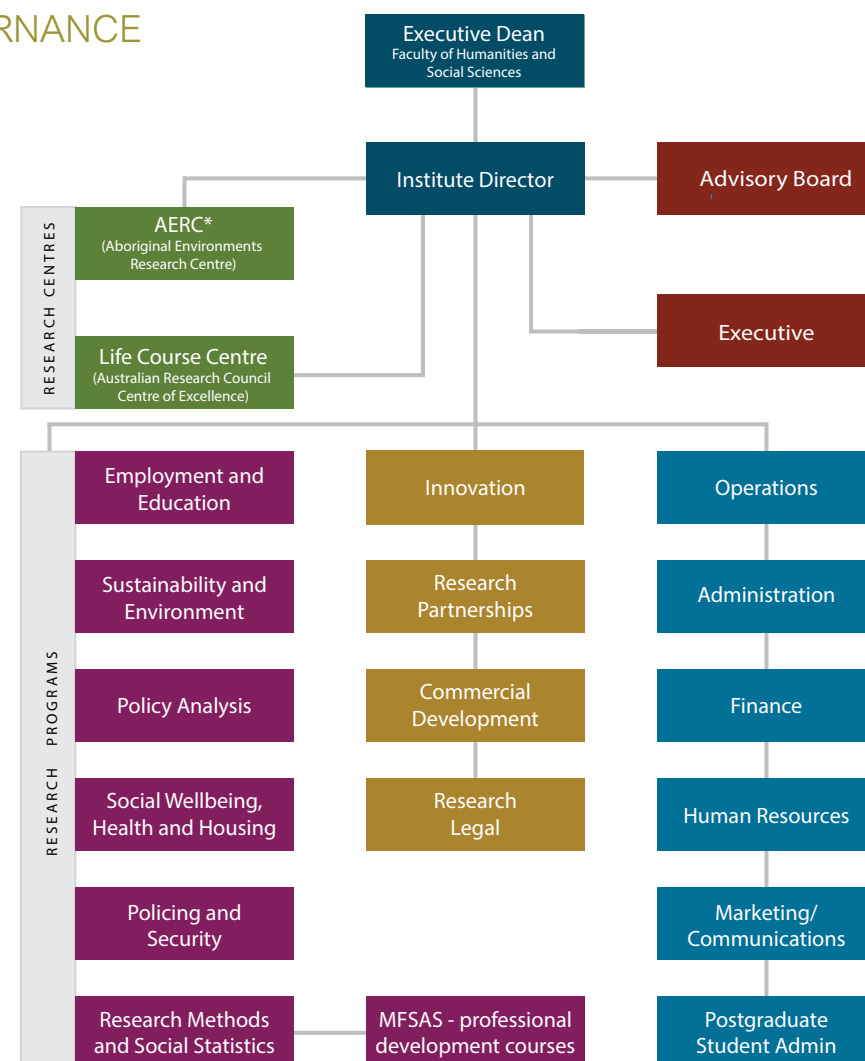 RNANCE
Executive Dean
Faculty of Humanities and
Social Sciences
Institute Director
Advisory Board
RESEARCH CENTRES
AERC*
(Aboriginal Environments
Research Centre)
Executive
Life Course Centre
(Australian Research Council
Centre of Excellence)
RESEARCH PROGRAMS
Employment and
Education
Innovation
Operations
Sustainability and
Environment
Research
Partnerships
Administration
Policy Analysis
Commercial
Development
Finance
Social Wellbeing,
Health and Housing
Research
Legal
Human Resources
Policing and
Security
Marketing/
Communications
Research Methods
and Social Statistics
MFSAS - professional
development courses
Postgraduate
Student Admin